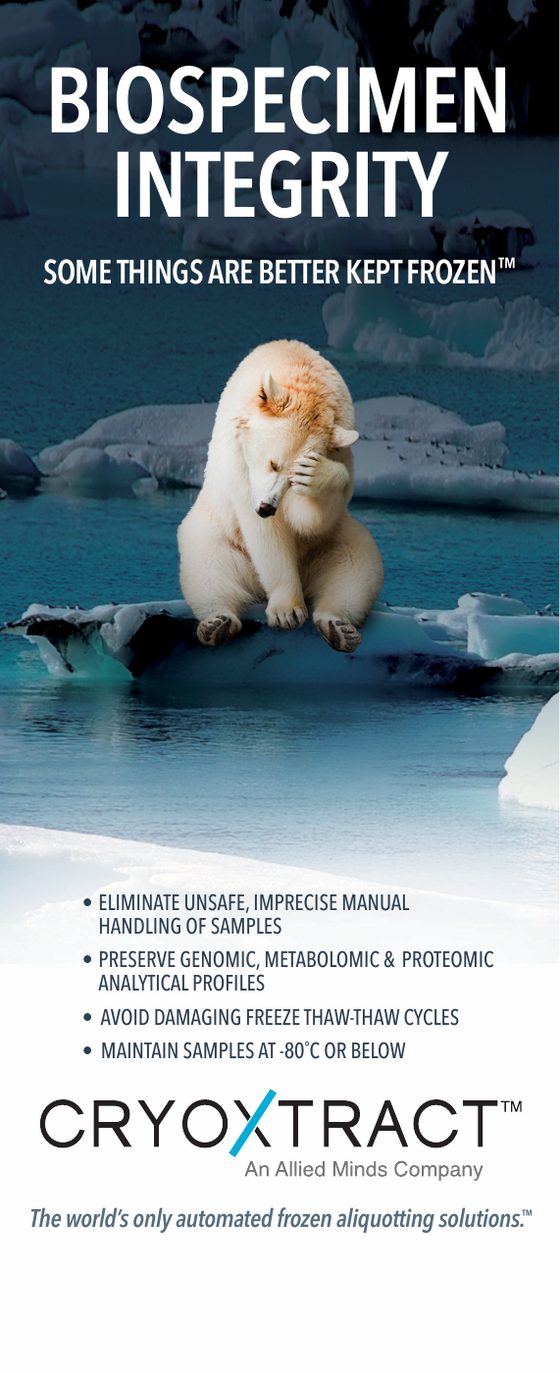 BIOSPECIMEN
INTEGRITY
SOME THINGS ARE BETTER KEPT FROZEN™
• ELIMINATE UNSAFE, IMPRECISE MANUAL
HANDLING OF SAMPLES
• PRESERVE GENOMIC, METABOLOMIC & PROTEOMIC
ANALYTICAL PROFILES
• AVOID DAMAGING FREEZE THAW-THAW CYCLES
• MAINTAIN SAMPLES AT -80°C OR BELOW
CRYOXTRACT™
An Allied Minds Company
The world's only automated frozen aliquotting solutions.™